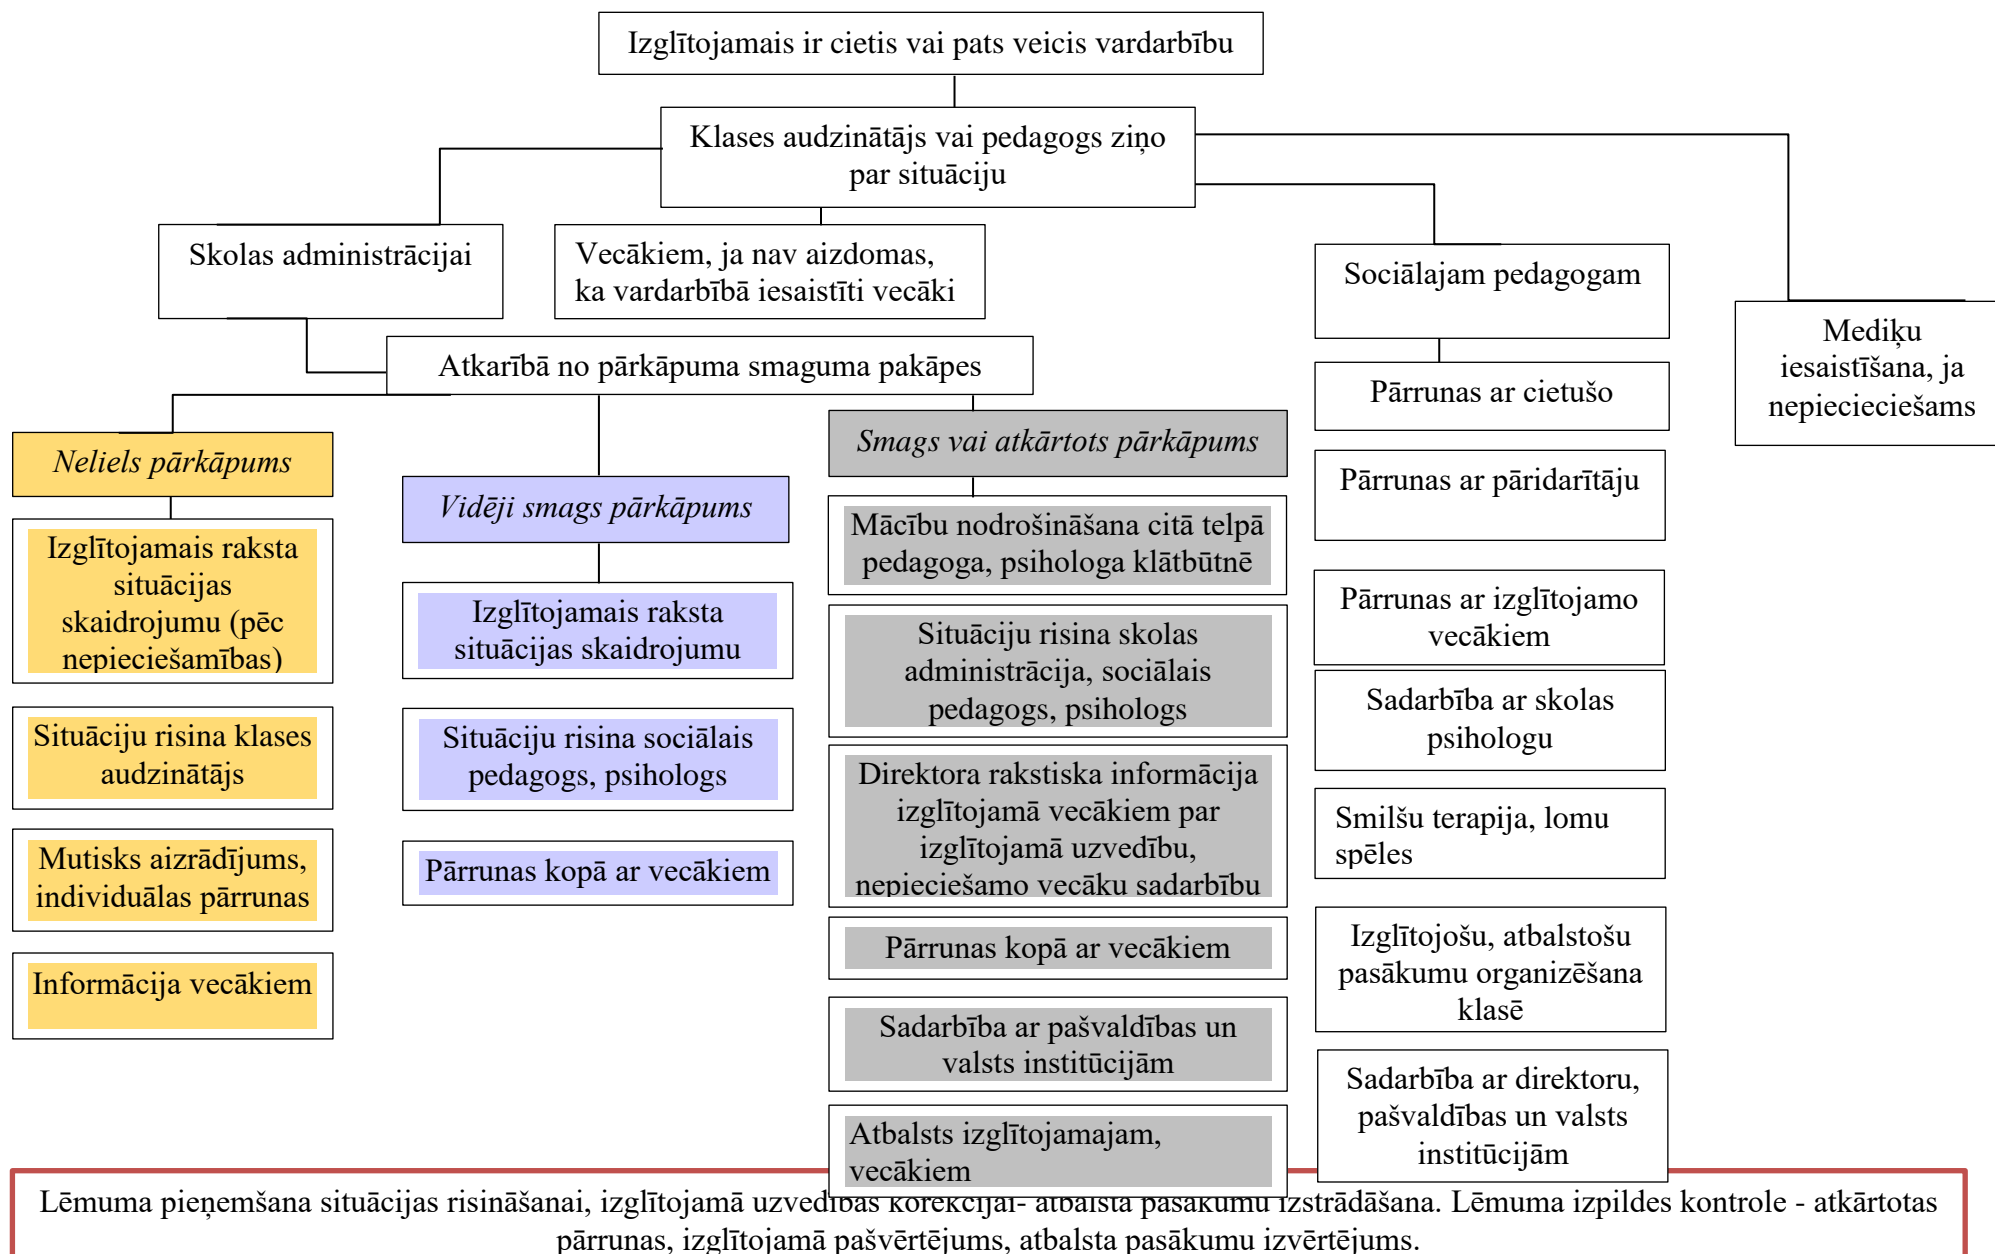 Izglītojamais ir cietis vai pats veicis vardarbību
Klases audzinātājs vai pedagogs ziņo
par situāciju
Skolas administrācijai
Vecākiem, ja nav aizdomas,
ka vardarbībā iesaistīti vecāki
Sociālajam pedagogam
Mediķu
iesaistīšana, ja
nepiecieciešams
Atkarībā no pārkāpuma smaguma pakāpes
Neliels pārkāpums
Izglītojamais raksta
situācijas
skaidrojumu (pēc
nepieciešamības)
Situāciju risina klases
audzinātājs
Mutisks aizrādījums,
individuālas pārrunas
Informācija vecākiem
Vidēji smags pārkāpums
Izglītojamais raksta
situācijas skaidrojumu
Situāciju risina sociālais
pedagogs, psihologs
Pārrunas kopā ar vecākiem
Smags vai atkārtots pārkāpums
Mācību nodrošināšana citā telpā
pedagoga, psihologa klātbūtnē
Situāciju risina skolas
administrācija, sociālais
pedagogs, psihologs
Direktora rakstiska informācija
izglītojamā vecākiem par
izglītojamā uzvedību,
nepieciešamo vecāku sadarbību
Pārrunas kopā ar vecākiem
Sadarbība ar pašvaldības un
valsts institūcijām
Atbalsts izglītojamajam,
vecākiem
Pārrunas ar cietušo
Pārrunas ar pāridarītāju
Pārrunas ar izglītojamo
vecākiem
Sadarbība ar skolas
psihologu
Smilšu terapija, lomu
spēles
Izglītojošu, atbalstošu
pasākumu organizēšana
klasē
Sadarbība ar direktoru,
pašvaldības un valsts
institūcijām
Lēmuma pieņemšana situācijas risināšanai, izglītojamā uzvedības korekcijai- atbalsta pasākumu izstrādāšana. Lēmuma izpildes kontrole - atkārtotas
pārrunas, izglītojamā pašvērtējums, atbalsta pasākumu izvērtējums.